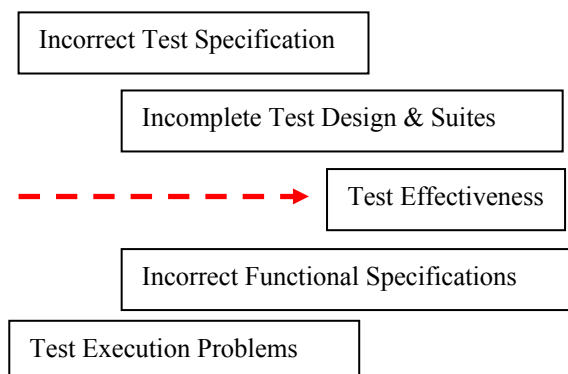 Incorrect Test Specification
Incomplete Test Design & Suites
Test Effectiveness
Incorrect Functional Specifications
Test Execution Problems